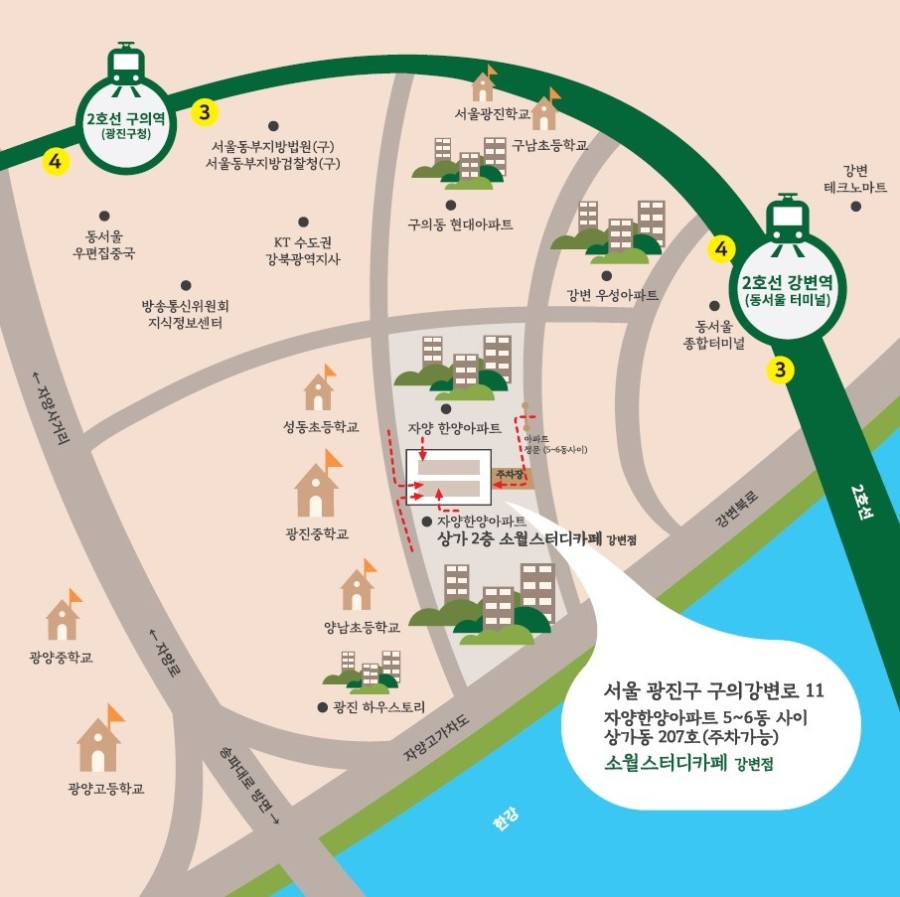 2호선 구의역
(광진구청)
3
4
서울광진학교
구남초등학교
서울동부지방법원(구)
서울동부지방검찰청(구)
구의동 현대아파트
강변
테크노마트
동서울
우편집중국
KT 수도권
강북광역지사
4
2호선 강변역
(동서울 터미널)
3
강변 우성아파트
방송통신위원회
지식정보센터
동서울
종합터미널
← 자양사거리
성동초등학교
자양 한양아파트
아파트
정문 (5~6동사이)
주차장
광진중학교
자양한양아파트
상가 2층 소월스터디카페 강변점
강변북로
2호선
양남초등학교
광양중학교
← 자양로
광진 하우스토리
자양고가차도
광양고등학교
송파대로 방면 →
한강
서울 광진구 구의강변로 11
자양한양아파트 5~6동 사이
상가동 207호(주차가능)
소월스터디카페 강변점